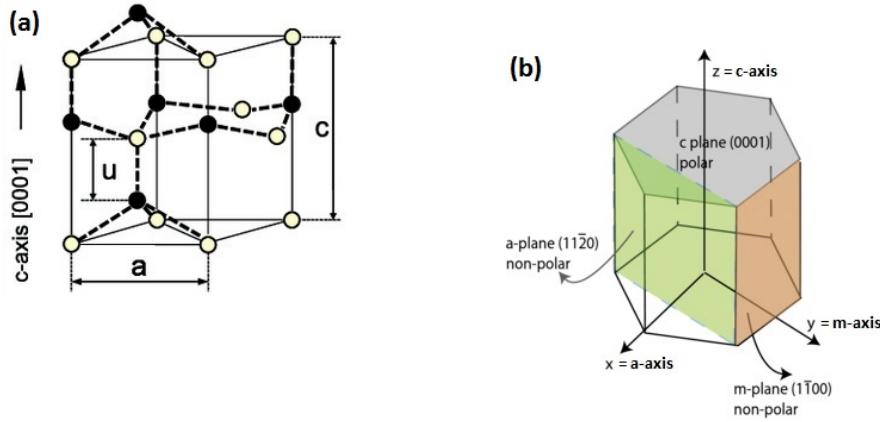 (a)
c-axis [0001]
u
c
a
(b)
z = c-axis
c plane (0001)
polar
a-plane (112̄0)
non-polar
y = m-axis
x = a-axis
m-plane (11̄00)
non-polar